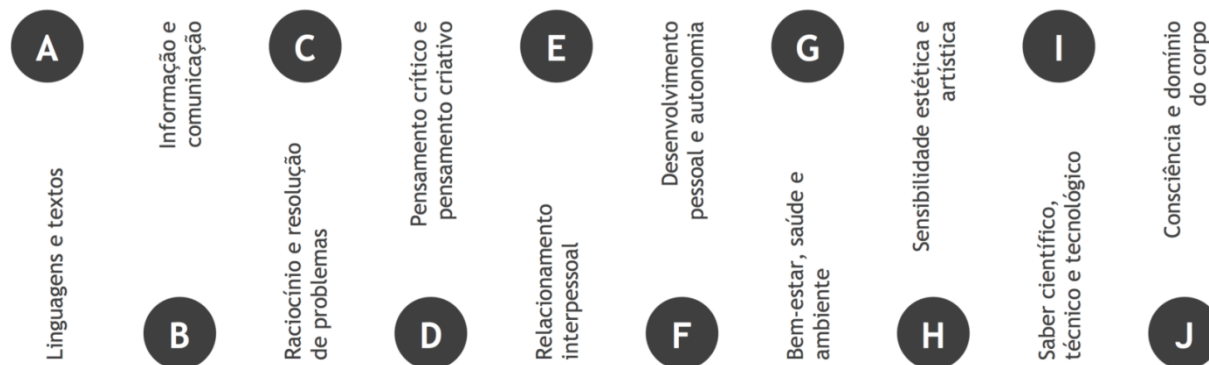 A
Linguagens e textos
Informação e
comunicação
B
C
Raciocínio e resolução
de problemas
Pensamento crítico e
pensamento criativo
D
E
Relacionamento
interpessoal
Desenvolvimento
pessoal e autonomia
F
G
Bem-estar, saúde e
ambiente
Sensibilidade estética e
artística
H
I
Saber científico,
técnico e tecnológico
Consciência e domínio
do corpo
J